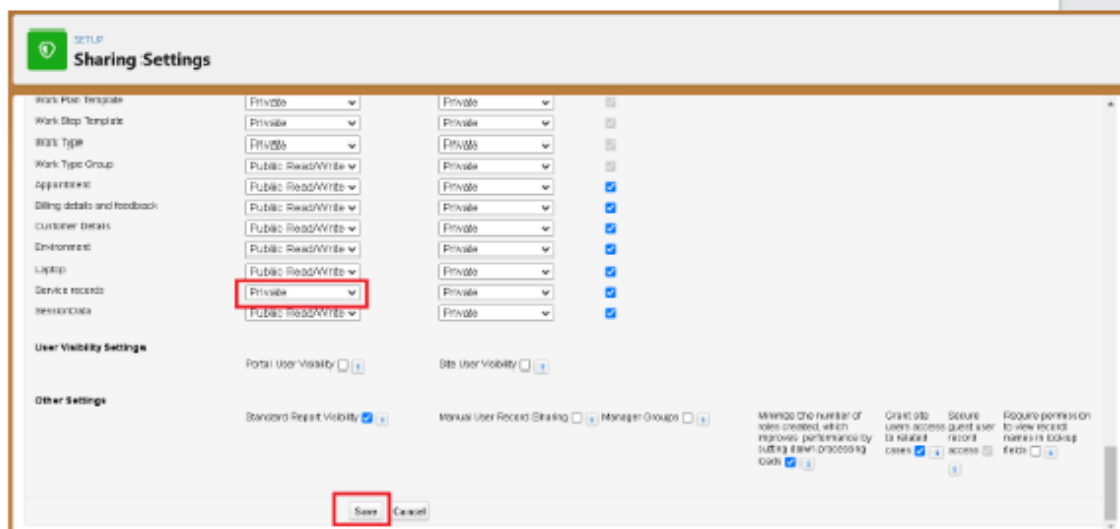 SETUP
Sharing Settings
Work Plan Template Private Private
Work Step Template Private Private
Work Type Private Private
Work Type Group Public Read/Write Private
Appointment Public Read/Write Private
Billing details and feedback Public Read/Write Private
Customer Details Public Read/Write Private
Environment Public Read/Write Private
Laptop Public Read/Write Private
Service records Private Private
SessionData Public Read/Write Private
User Visibility Settings
Portal User Visibility i Site User Visibility i
Other Settings
Standard Report Visibility i Manual User Record Sharing i Manager Groups i
Minimize the number of
roles created, which
improves performance by
cutting down processing
loads i
Grant site
users access
to related
cases i
Secure
guest user
record
access
i
Require permission
to view record
names in lookup
fields i
Save Cancel